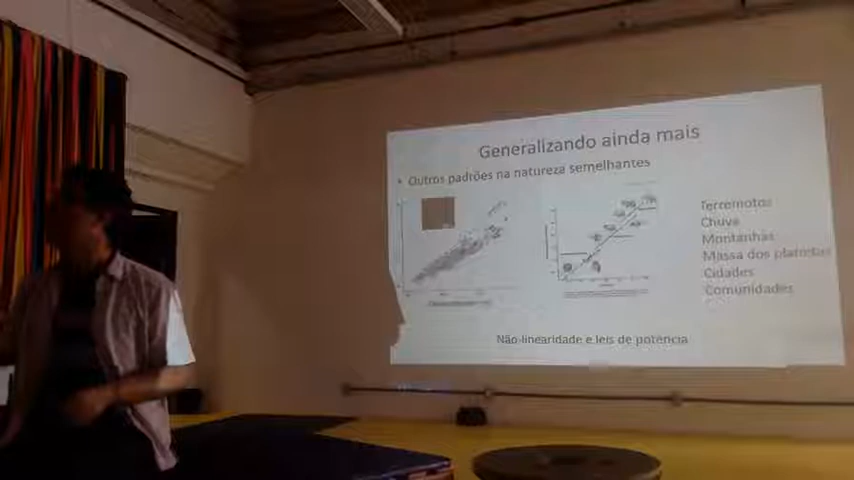 Generalizando ainda mais
• Outros padrões na natureza semelhantes
Terremotos
Chuva
Montanhas
Massa dos planetas
Cidades
Comunidades
Não-linearidade e leis de potência